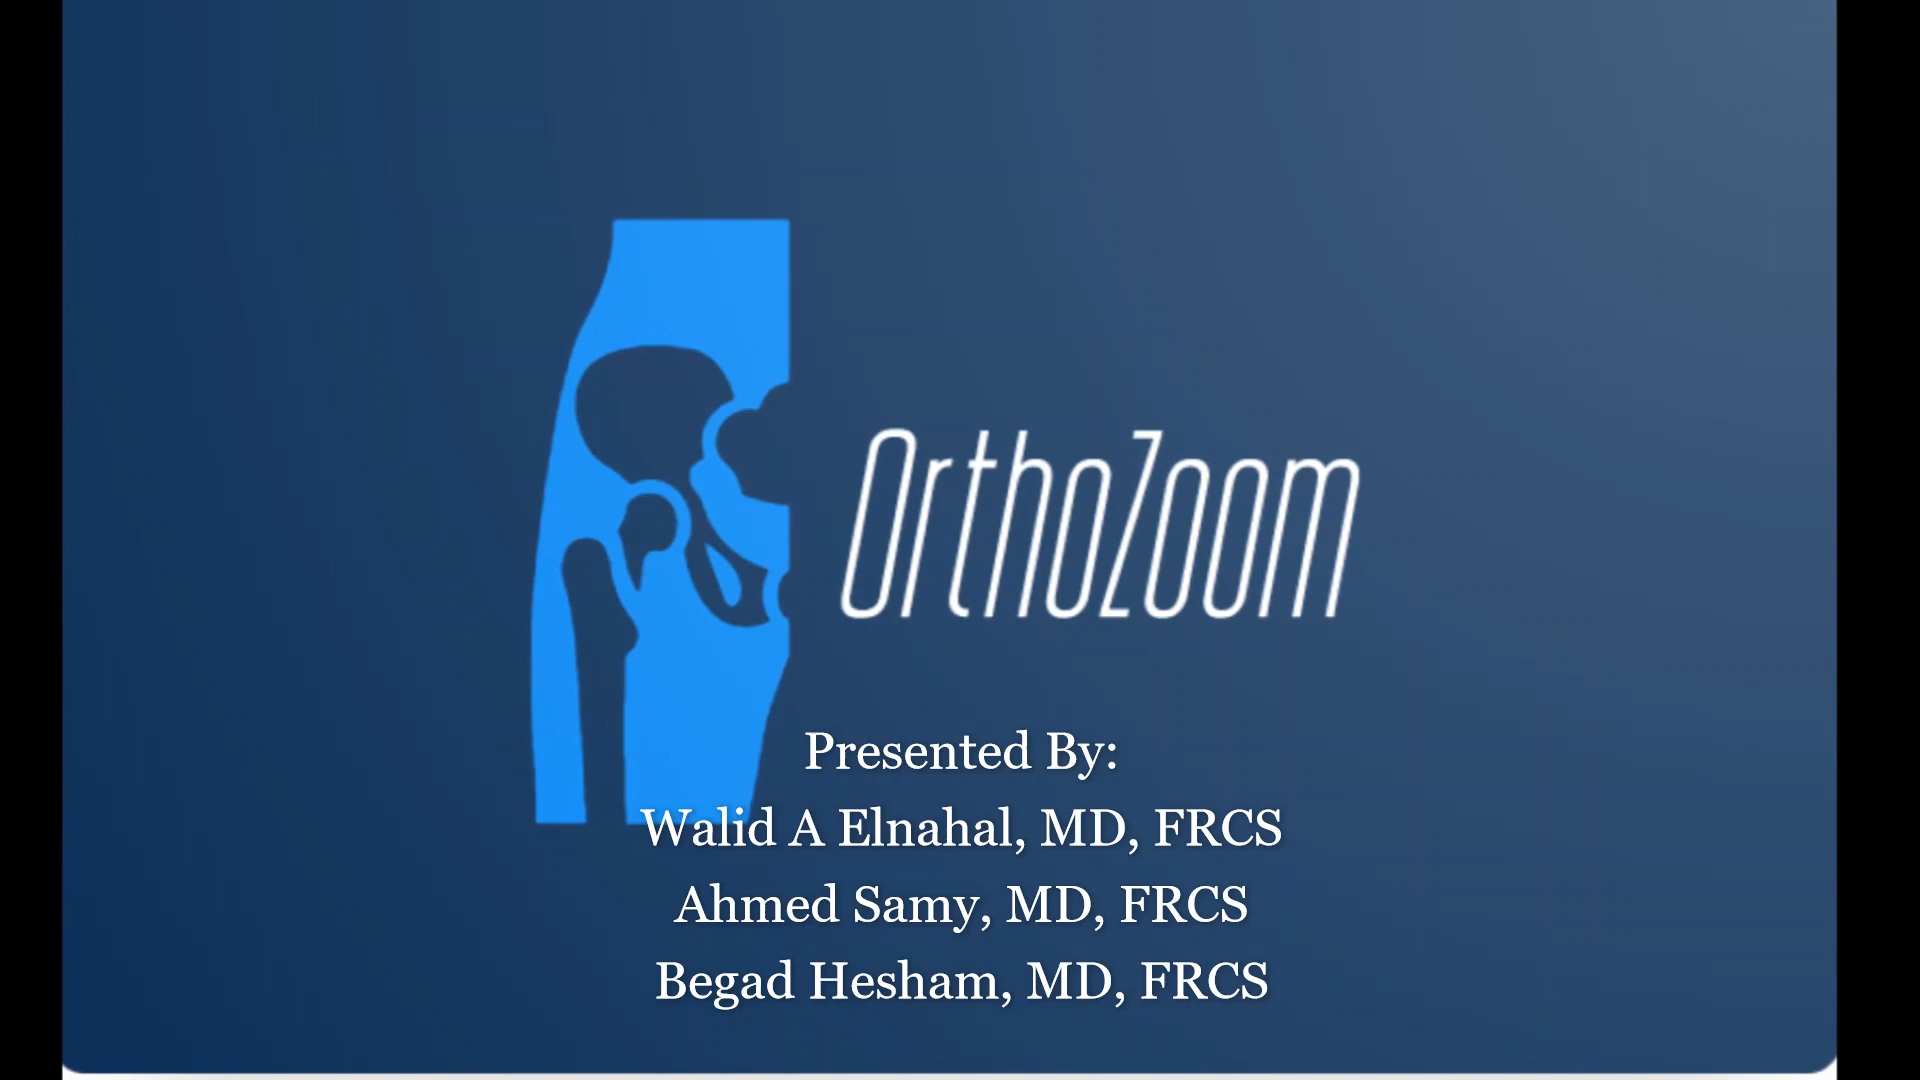 OrthoZoom
Presented By:
Walid A Elnahal, MD, FRCS
Ahmed Samy, MD, FRCS
Begad Hesham, MD, FRCS